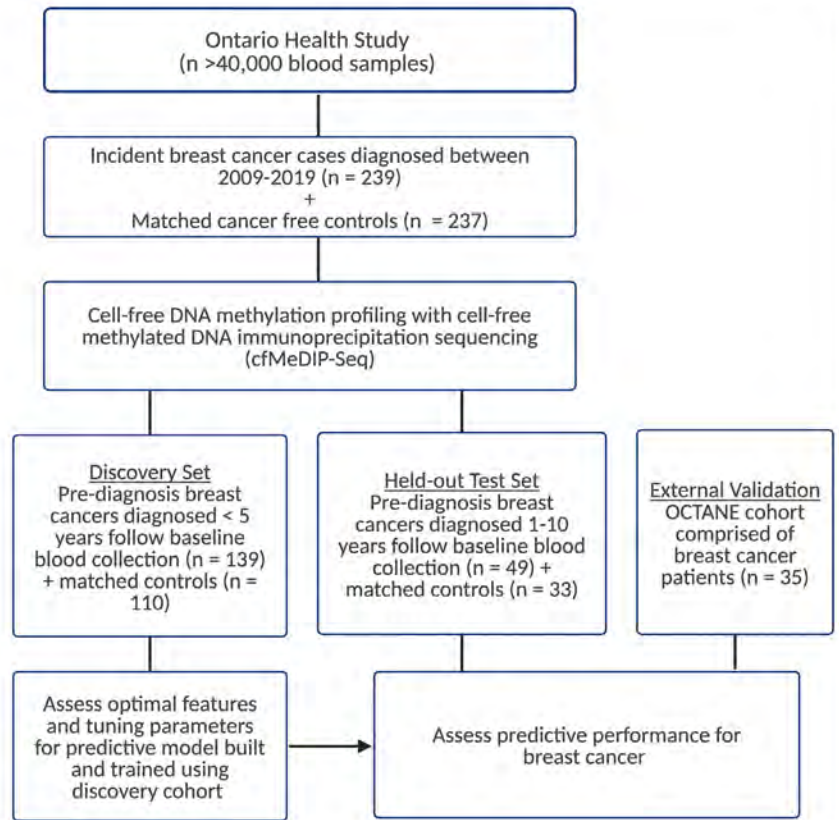 Ontario Health Study
(n >40,000 blood samples)
Incident breast cancer cases diagnosed between
2009-2019 (n = 239)
+
Matched cancer free controls (n = 237)
Cell-free DNA methylation profiling with cell-free
methylated DNA immunoprecipitation sequencing
(cfMeDIP-Seq)
Discovery Set
Pre-diagnosis breast
cancers diagnosed < 5
years follow baseline
blood collection (n = 139)
+ matched controls (n =
110)
Held-out Test Set
Pre-diagnosis breast
cancers diagnosed 1-10
years follow baseline blood
collection (n = 49) +
matched controls (n = 33)
External Validation
OCTANE cohort
comprised of
breast cancer
patients (n = 35)
Assess optimal features
and tuning parameters
for predictive model built
and trained using
discovery cohort
Assess predictive performance for
breast cancer